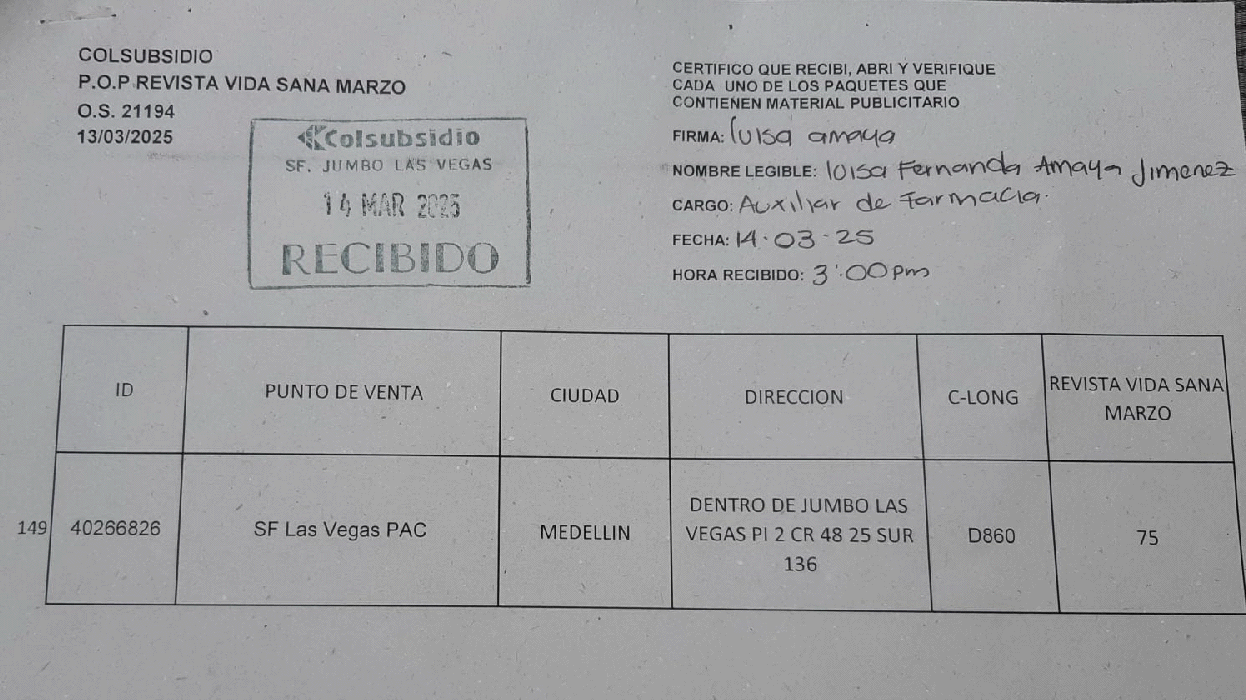 COLSUBSIDIO
P.O.P REVISTA VIDA SANA MARZO
O.S. 21194
13/03/2025
Colsubsidio
SF. JUMBO LAS VEGAS
14 MAR 2025
RECIBIDO
CERTIFICO QUE RECIBI, ABRI Y VERIFIQUE
CADA UNO DE LOS PAQUETES QUE
CONTIENEN MATERIAL PUBLICITARIO
FIRMA: luisa amaya
NOMBRE LEGIBLE: luisa Fernanda Amaya Jimenez
CARGO: Auxiliar de Farmacia.
FECHA: 14.03.25
HORA RECIBIDO: 3:00 pm
ID
PUNTO DE VENTA
CIUDAD
DIRECCION
C-LONG
REVISTA VIDA SANA
MARZO
149
40266826
SF Las Vegas PAC
MEDELLIN
DENTRO DE JUMBO LAS
VEGAS PI 2 CR 48 25 SUR
136
D860
75